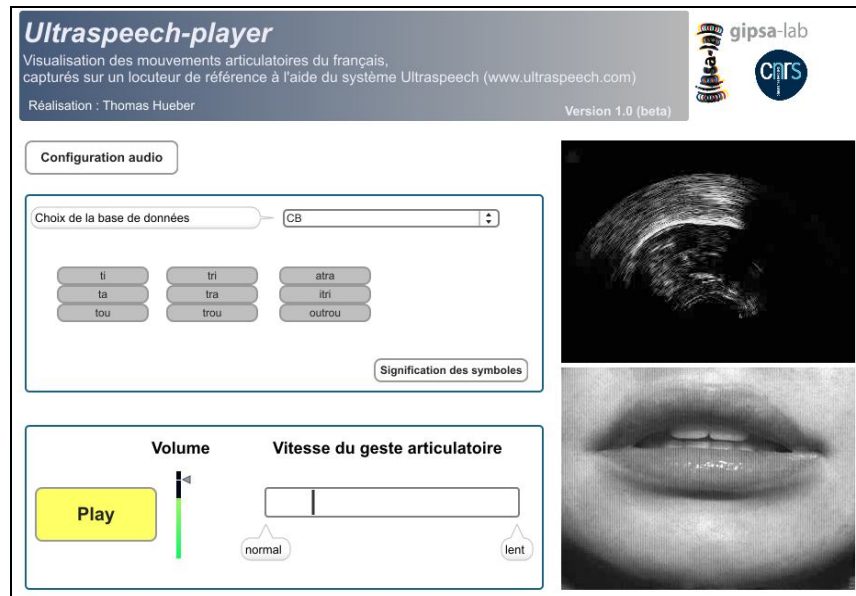 Ultraspeech-player
Visualisation des mouvements articulatoires du français,
capturés sur un locuteur de référence à l'aide du système Ultraspeech (www.ultraspeech.com)
Réalisation : Thomas Hueber
Version 1.0 (beta)
gipsa-lab
gipsa-lab
cnrs
Configuration audio
Choix de la base de données
CB
ti tri atra
ta tra itri
tou trou outrou
Signification des symboles
Volume Vitesse du geste articulatoire
Play
normal lent